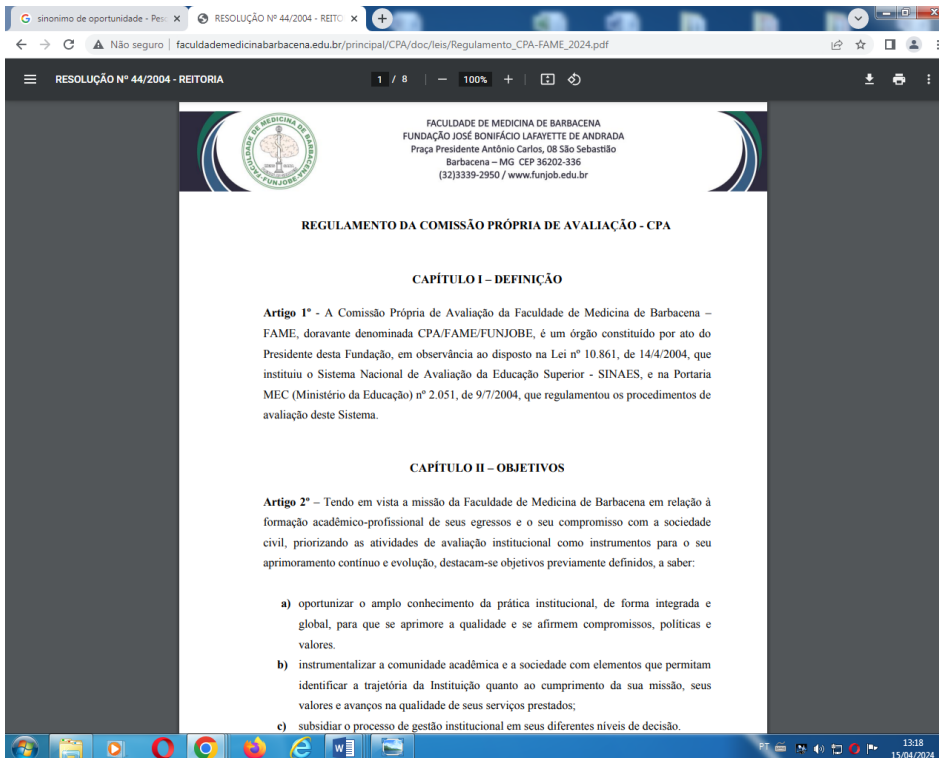 sinonimo de oportunidade - Pesc
RESOLUÇÃO Nº 44/2004 - REITO
Não seguro
faculdademedicinabarbacena.edu.br/principal/CPA/doc/leis/Regulamento_CPA-FAME_2024.pdf
RESOLUÇÃO Nº 44/2004 - REITORIA
1 / 8
100%
FACULDADE DE MEDICINA DE BARBACENA
FUNJOBE
FACULDADE DE MEDICINA DE BARBACENA
FUNDAÇÃO JOSÉ BONIFÁCIO LAFAYETTE DE ANDRADA
Praça Presidente Antônio Carlos, 08 São Sebastião
Barbacena – MG CEP 36202-336
(32)3339-2950 / www.funjob.edu.br
REGULAMENTO DA COMISSÃO PRÓPRIA DE AVALIAÇÃO - CPA
CAPÍTULO I – DEFINIÇÃO
Artigo 1º - A Comissão Própria de Avaliação da Faculdade de Medicina de Barbacena –
FAME, doravante denominada CPA/FAME/FUNJOBE, é um órgão constituído por ato do
Presidente desta Fundação, em observância ao disposto na Lei nº 10.861, de 14/4/2004, que
instituiu o Sistema Nacional de Avaliação da Educação Superior - SINAES, e na Portaria
MEC (Ministério da Educação) nº 2.051, de 9/7/2004, que regulamentou os procedimentos de
avaliação deste Sistema.
CAPÍTULO II – OBJETIVOS
Artigo 2º – Tendo em vista a missão da Faculdade de Medicina de Barbacena em relação à
formação acadêmico-profissional de seus egressos e o seu compromisso com a sociedade
civil, priorizando as atividades de avaliação institucional como instrumentos para o seu
aprimoramento contínuo e evolução, destacam-se objetivos previamente definidos, a saber:
a) oportunizar o amplo conhecimento da prática institucional, de forma integrada e
global, para que se aprimore a qualidade e se afirmem compromissos, políticas e
valores.
b) instrumentalizar a comunidade acadêmica e a sociedade com elementos que permitam
identificar a trajetória da Instituição quanto ao cumprimento da sua missão, seus
valores e avanços na qualidade de seus serviços prestados;
c) subsidiar o processo de gestão institucional em seus diferentes níveis de decisão.
PT
13:18
15/04/2024